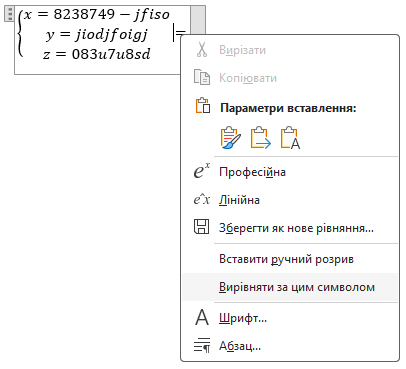 x = 8238749 − jfiso
y = jiodjfoigj =
z = 083u7u8sd
Вирізати
Копіювати
Параметри вставлення:
A
eˣ Професійна
e^x Лінійна
Зберегти як нове рівняння...
Вставити ручний розрив
Вирівняти за цим символом
A Шрифт...
Абзац...